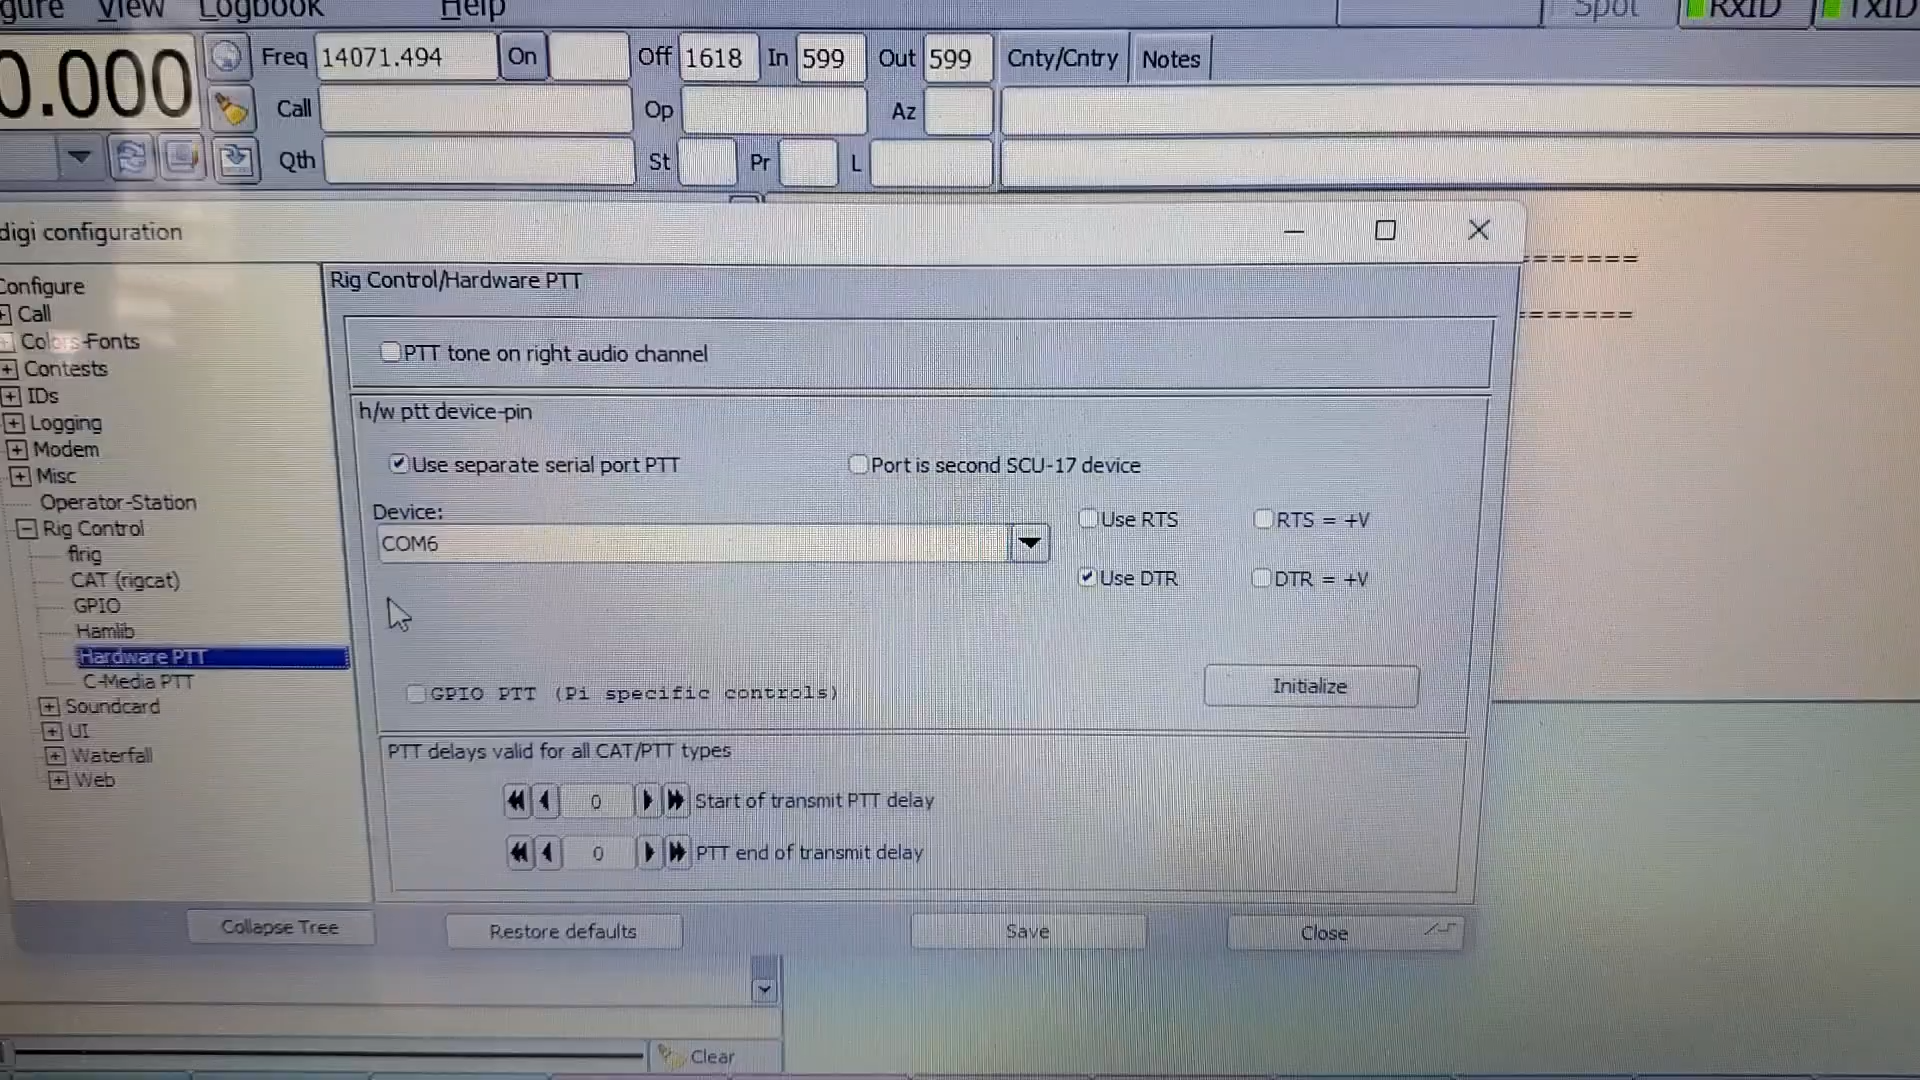 gure View Logbook Help Spot RXID TXID
0.000 Freq 14071.494 On Off 1618 In 599 Out 599 Cnty/Cntry Notes
Call Op Az
Qth St Pr L
digi configuration
Configure
Call
Colors-Fonts
Contests
IDs
Logging
Modem
Misc
Operator-Station
Rig Control
flrig
CAT (rigcat)
GPIO
Hamlib
Hardware PTT
C-Media PTT
Soundcard
UI
Waterfall
Web
Rig Control/Hardware PTT
PTT tone on right audio channel
h/w ptt device-pin
Use separate serial port PTT Port is second SCU-17 device
Device:
COM6
Use RTS RTS = +V
Use DTR DTR = +V
GPIO PTT (Pi specific controls)
Initialize
PTT delays valid for all CAT/PTT types
0 Start of transmit PTT delay
0 PTT end of transmit delay
Collapse Tree Restore defaults Save Close
Clear